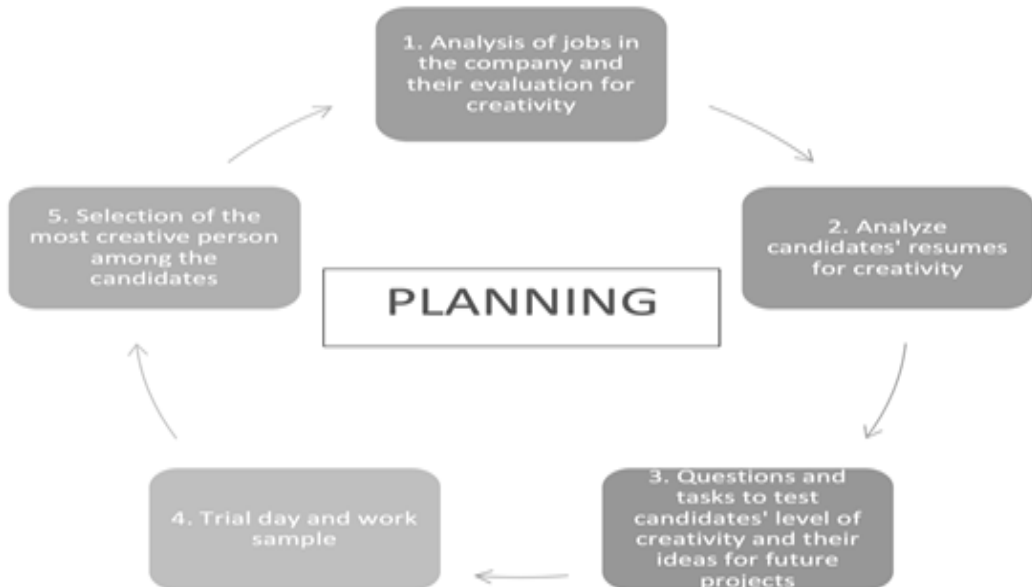 1. Analysis of jobs in
the company and
their evaluation for
creativity
2. Analyze
candidates' resumes
for creativity
3. Questions and
tasks to test
candidates' level of
creativity and their
ideas for future
projects
4. Trial day and work
sample
5. Selection of the
most creative person
among the
candidates
PLANNING